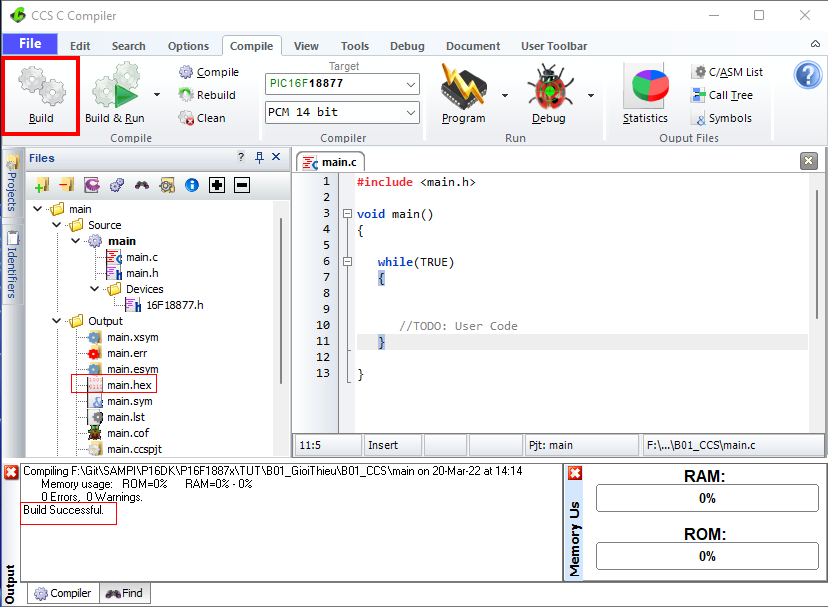 CCS C Compiler
File Edit Search Options Compile View Tools Debug Document User Toolbar
Build
Build & Run
Compile
Rebuild
Clean
Compile
Target
PIC16F18877
PCM 14 bit
Compiler
Program
Debug
Run
Statistics
C/ASM List
Call Tree
Symbols
Ouput Files
?
Projects
Identifiers
Files
?
main
Source
main
main.c
main.h
Devices
16F18877.h
Output
main.xsym
main.err
main.esym
main.hex
main.sym
main.lst
main.cof
main.ccspjt
main.c
1 #include <main.h>
2
3 void main()
4 {
5
6 while(TRUE)
7 {
8
9
10 //TODO: User Code
11 }
12
13 }
11:5 Insert Pjt: main F:\...\B01_CCS\main.c
Compiling F:\Git\SAMPI\P16DK\P16F1887x\TUT\B01_GioiThieu\B01_CCS\main on 20-Mar-22 at 14:14
Memory usage: ROM=0% RAM=0% - 0%
0 Errors, 0 Warnings.
Build Successful.
Output
Compiler Find
Memory Us
RAM:
0%
ROM:
0%